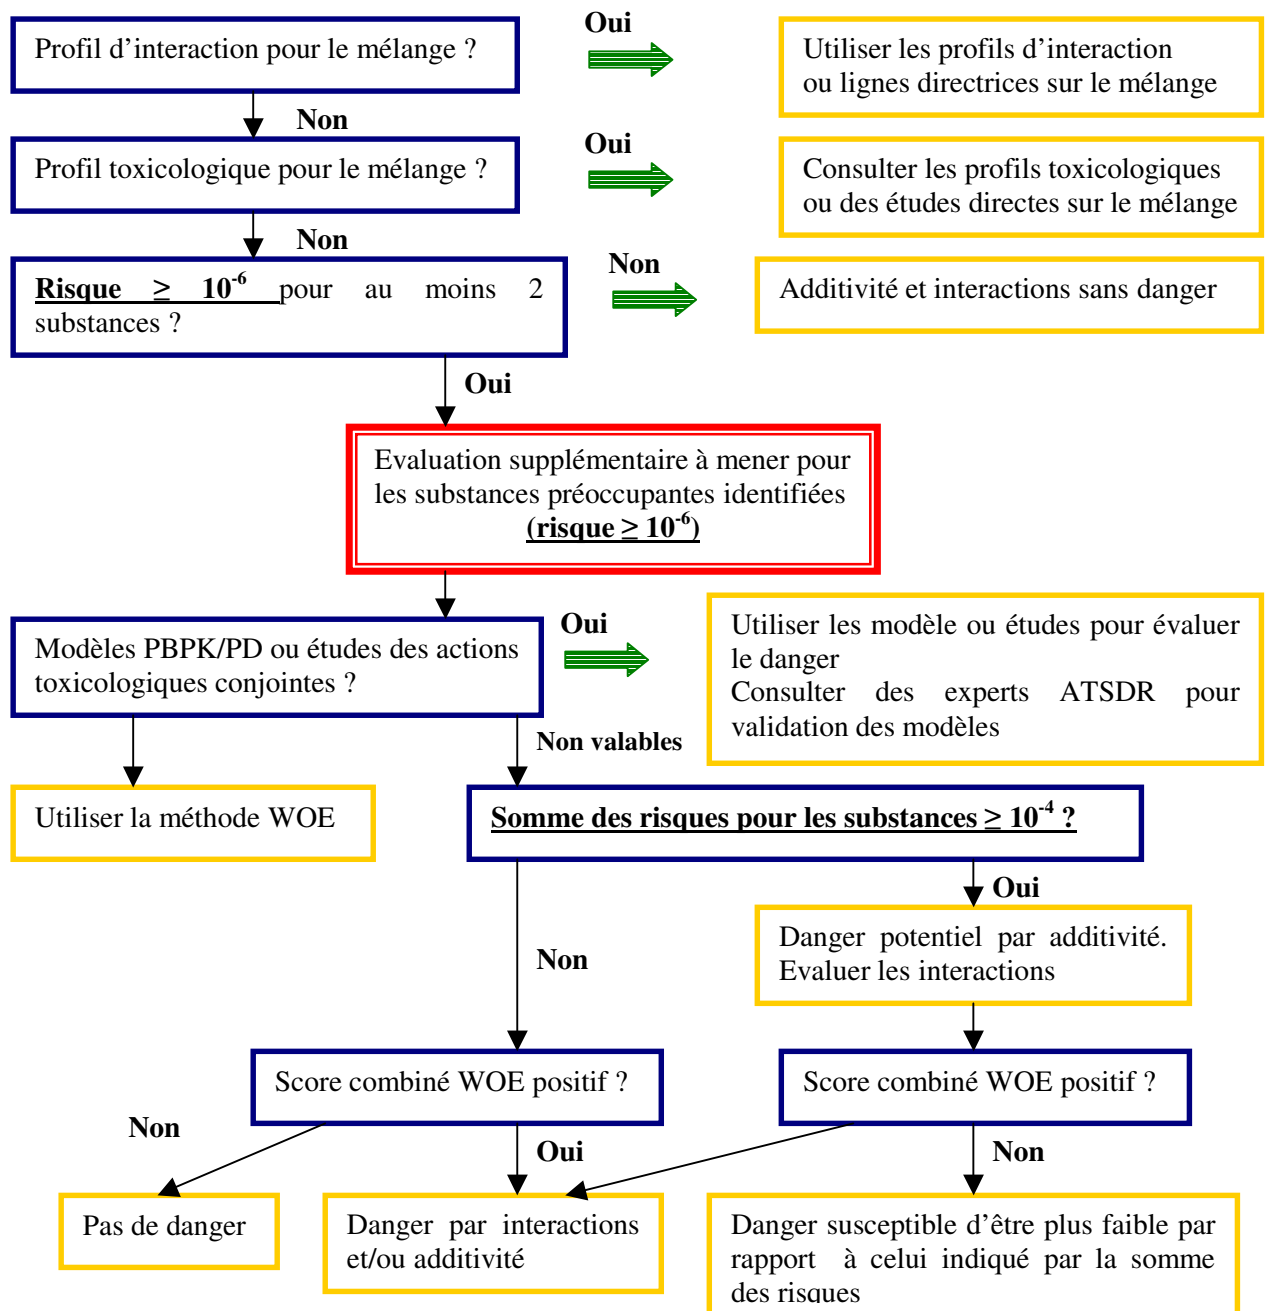 Oui
Profil d’interaction pour le mélange ?
Utiliser les profils d’interaction
ou lignes directrices sur le mélange
Non
Oui
Profil toxicologique pour le mélange ?
Consulter les profils toxicologiques
ou des études directes sur le mélange
Non
Non
Risque ≥ 10-6 pour au moins 2
substances ?
Additivité et interactions sans danger
Oui
Evaluation supplémentaire à mener pour
les substances préoccupantes identifiées
(risque ≥ 10-6)
Oui
Modèles PBPK/PD ou études des actions
toxicologiques conjointes ?
Utiliser les modèle ou études pour évaluer
le danger
Consulter des experts ATSDR pour
validation des modèles
Non valables
Utiliser la méthode WOE
Somme des risques pour les substances ≥ 10-4 ?
Oui
Danger potentiel par additivité.
Evaluer les interactions
Non
Score combiné WOE positif ?
Score combiné WOE positif ?
Non
Oui
Non
Pas de danger
Danger par interactions
et/ou additivité
Danger susceptible d’être plus faible par
rapport à celui indiqué par la somme
des risques